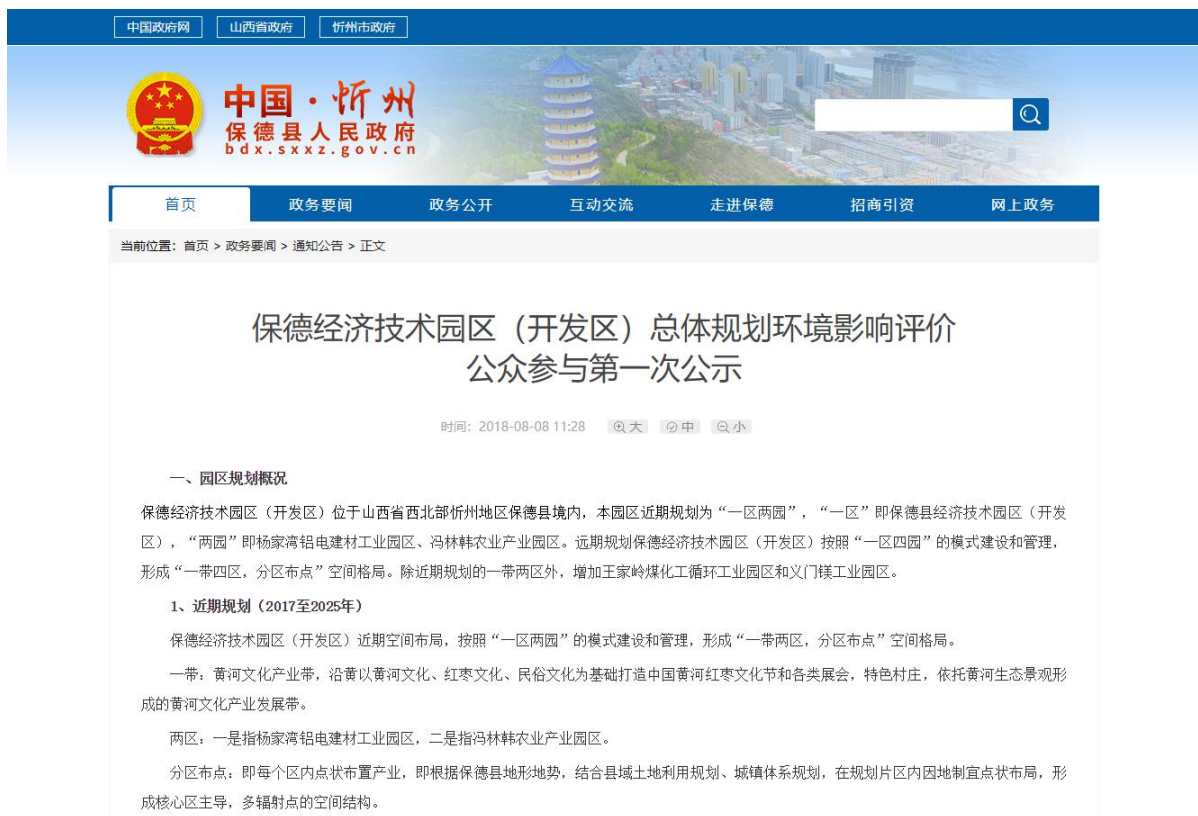 中国政府网 山西省政府 忻州市政府
中国·忻州
保德县人民政府
bdx.sxxz.gov.cn
首页 政务要闻 政务公开 互动交流 走进保德 招商引资 网上政务
当前位置：首页 > 政务要闻 > 通知公告 > 正文
保德经济技术园区（开发区）总体规划环境影响评价
公众参与第一次公示
时间：2018-08-08 11:28 大 中 小
一、园区规划概况
保德经济技术园区（开发区）位于山西省西北部忻州地区保德县境内，本园区近期规划为“一区两园”，“一区”即保德县经济技术园区（开发
区），“两园”即杨家湾铝电建材工业园区、冯林韩农业产业园区。远期规划保德经济技术园区（开发区）按照“一区四园”的模式建设和管理，
形成“一带四区，分区布点”空间格局。除近期规划的一带两区外，增加王家岭煤化工循环工业园区和义门镁工业园区。
1、近期规划（2017至2025年）
保德经济技术园区（开发区）近期空间布局，按照“一区两园”的模式建设和管理，形成“一带两区，分区布点”空间格局。
一带：黄河文化产业带，沿黄以黄河文化、红枣文化、民俗文化为基础打造中国黄河红枣文化节和各类展会，特色村庄，依托黄河生态景观形
成的黄河文化产业发展带。
两区：一是指杨家湾铝电建材工业园区，二是指冯林韩农业产业园区。
分区布点：即每个区内点状布置产业，即根据保德县地形地势，结合县域土地利用规划、城镇体系规划，在规划片区内因地制宜点状布局，形
成核心区主导，多辐射点的空间结构。